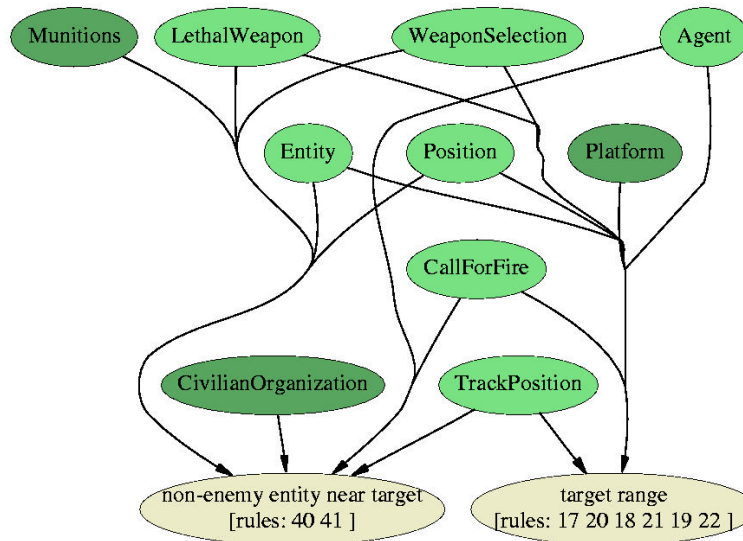 Munitions
LethalWeapon
WeaponSelection
Agent
Entity
Position
Platform
CallForFire
CivilianOrganization
TrackPosition
non-enemy entity near target
[rules: 40 41 ]
target range
[rules: 17 20 18 21 19 22 ]